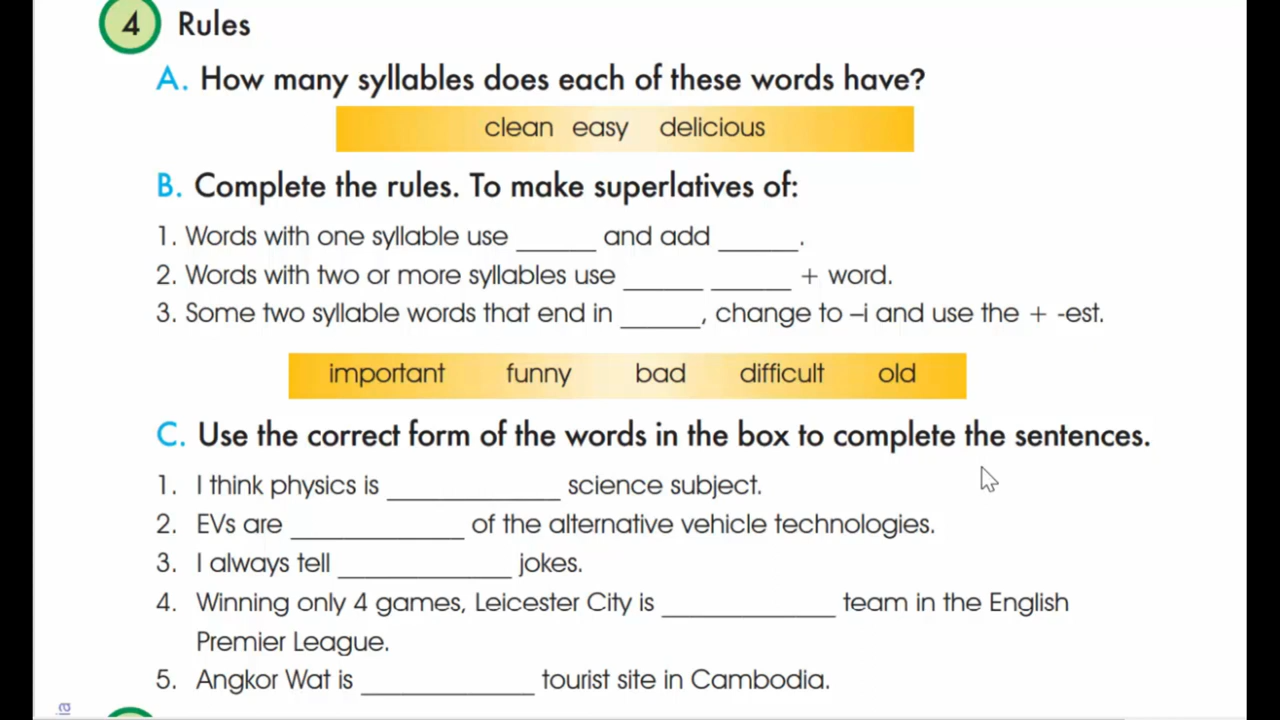 4 Rules
A. How many syllables does each of these words have?
clean easy delicious
B. Complete the rules. To make superlatives of:
1. Words with one syllable use ______ and add ______.
2. Words with two or more syllables use ______ ______ + word.
3. Some two syllable words that end in ______, change to –i and use the + -est.
important funny bad difficult old
C. Use the correct form of the words in the box to complete the sentences.
1. I think physics is _____________ science subject.
2. EVs are _____________ of the alternative vehicle technologies.
3. I always tell _____________ jokes.
4. Winning only 4 games, Leicester City is _____________ team in the English
Premier League.
5. Angkor Wat is _____________ tourist site in Cambodia.
ia